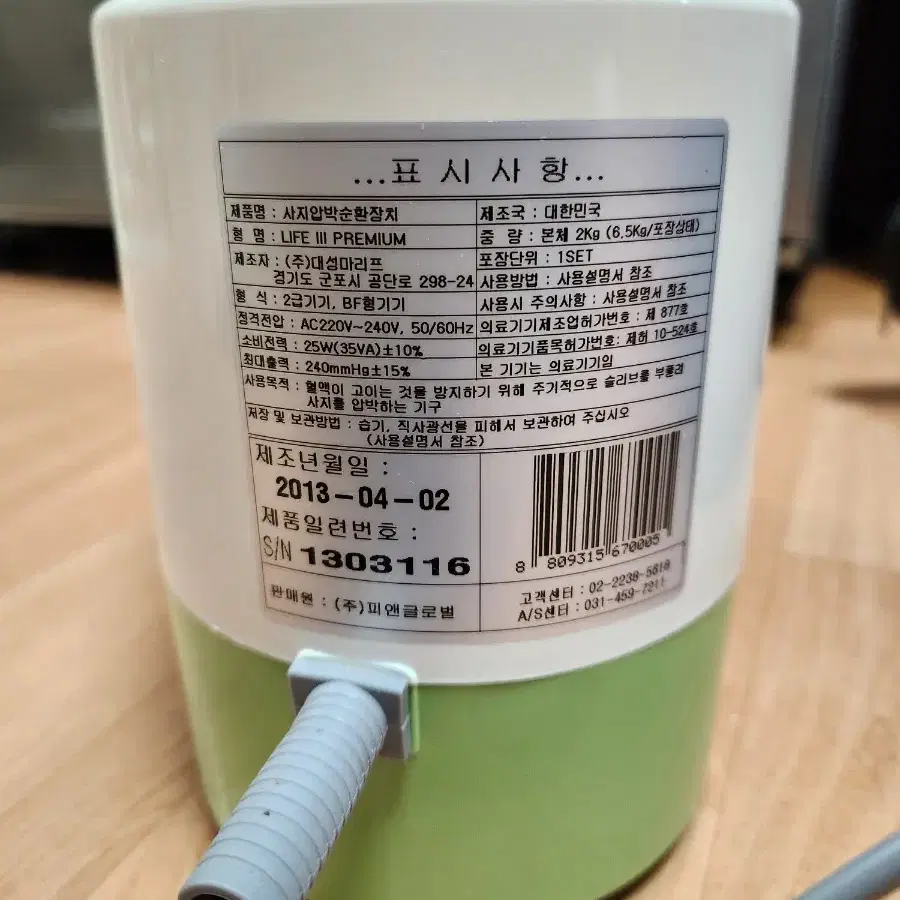 ...표 시 사 항...
제품명 : 사지압박순환장치
제조국 : 대한민국
형 명 : LIFE III PREMIUM
중 량 : 본체 2Kg (6.5Kg/포장상태)
제조자 : (주)대성마리프
경기도 군포시 공단로 298-24
포장단위 : 1SET
사용방법 : 사용설명서 참조
형 식 : 2급기기, BF형기기
사용시 주의사항 : 사용설명서 참조
정격전압 : AC220V~240V, 50/60Hz
의료기기제조업허가번호 : 제 877호
소비전력 : 25W(35VA)±10%
의료기기품목허가번호: 제허 10-524호
최대출력 : 240mmHg±15%
본 기기는 의료기기임
사용목적 : 혈액이 고이는 것을 방지하기 위해 주기적으로 슬리브를 부풀려
사지를 압박하는 기구
저장 및 보관방법 : 습기, 직사광선을 피해서 보관하여 주십시오
(사용설명서 참조)
제조년월일 :
2013-04-02
제품일련번호 :
S/N 1303116
8 809315 670005
판매원 : (주)피앤글로벌
고객센터 : 02-2238-5818
A/S센터 : 031-459-7211